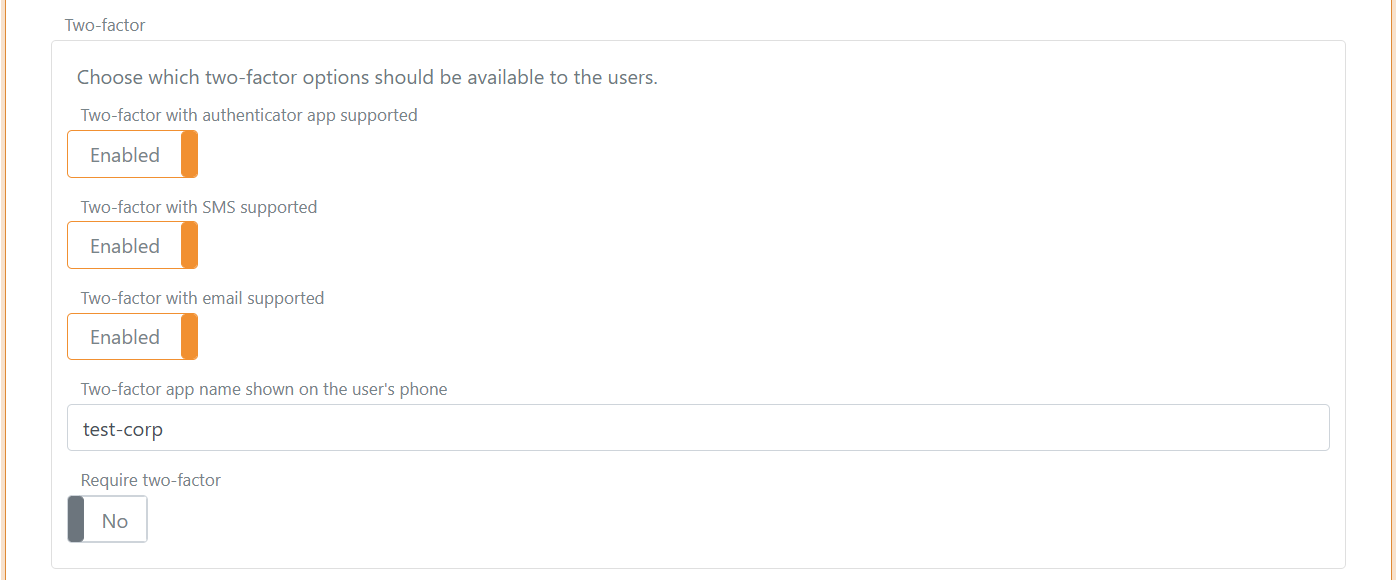 Two-factor
Choose which two-factor options should be available to the users.
Two-factor with authenticator app supported
Enabled
Two-factor with SMS supported
Enabled
Two-factor with email supported
Enabled
Two-factor app name shown on the user's phone
test-corp
Require two-factor
No